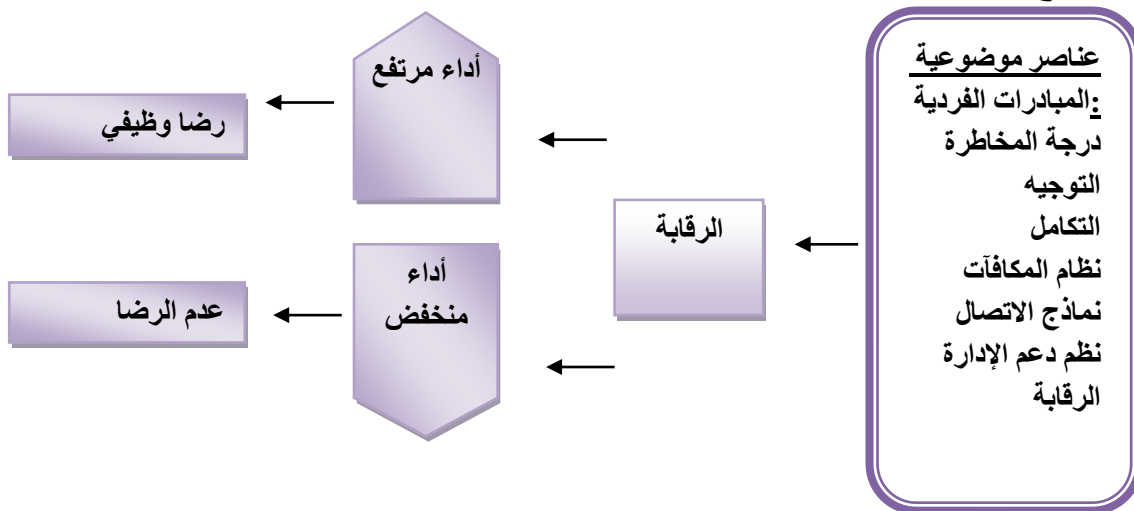 عناصر موضوعية
:المبادرات الفردية
درجة المخاطرة
التوجيه
التكامل
نظام المكافآت
نماذج الاتصال
نظم دعم الإدارة
الرقابة
الرقابة
أداء مرتفع
رضا وظيفي
أداء
منخفض
عدم الرضا